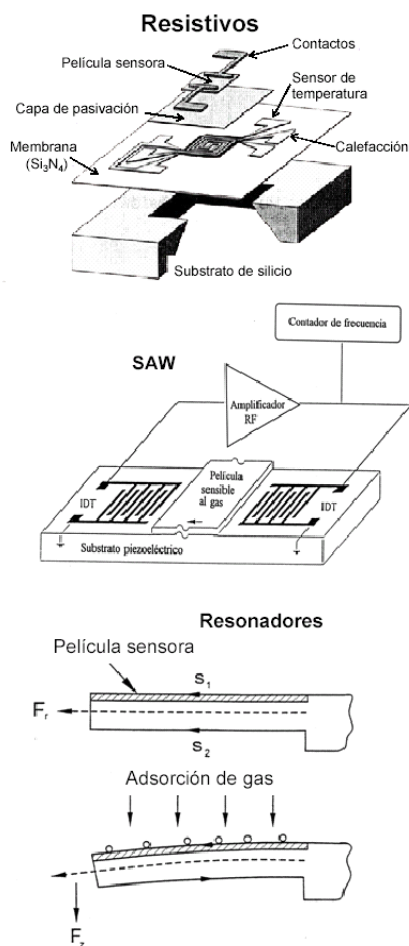 Resistivos
Contactos
Película sensora
Sensor de
temperatura
Capa de pasivación
Membrana
(Si3N4)
Calefacción
Substrato de silicio
Contador de frecuencia
SAW
Amplificador
RF
Película
sensible
al gas
IDT
IDT
Substrato piezoeléctrico
Resonadores
Película sensora
S1
Fr
S2
Adsorción de gas